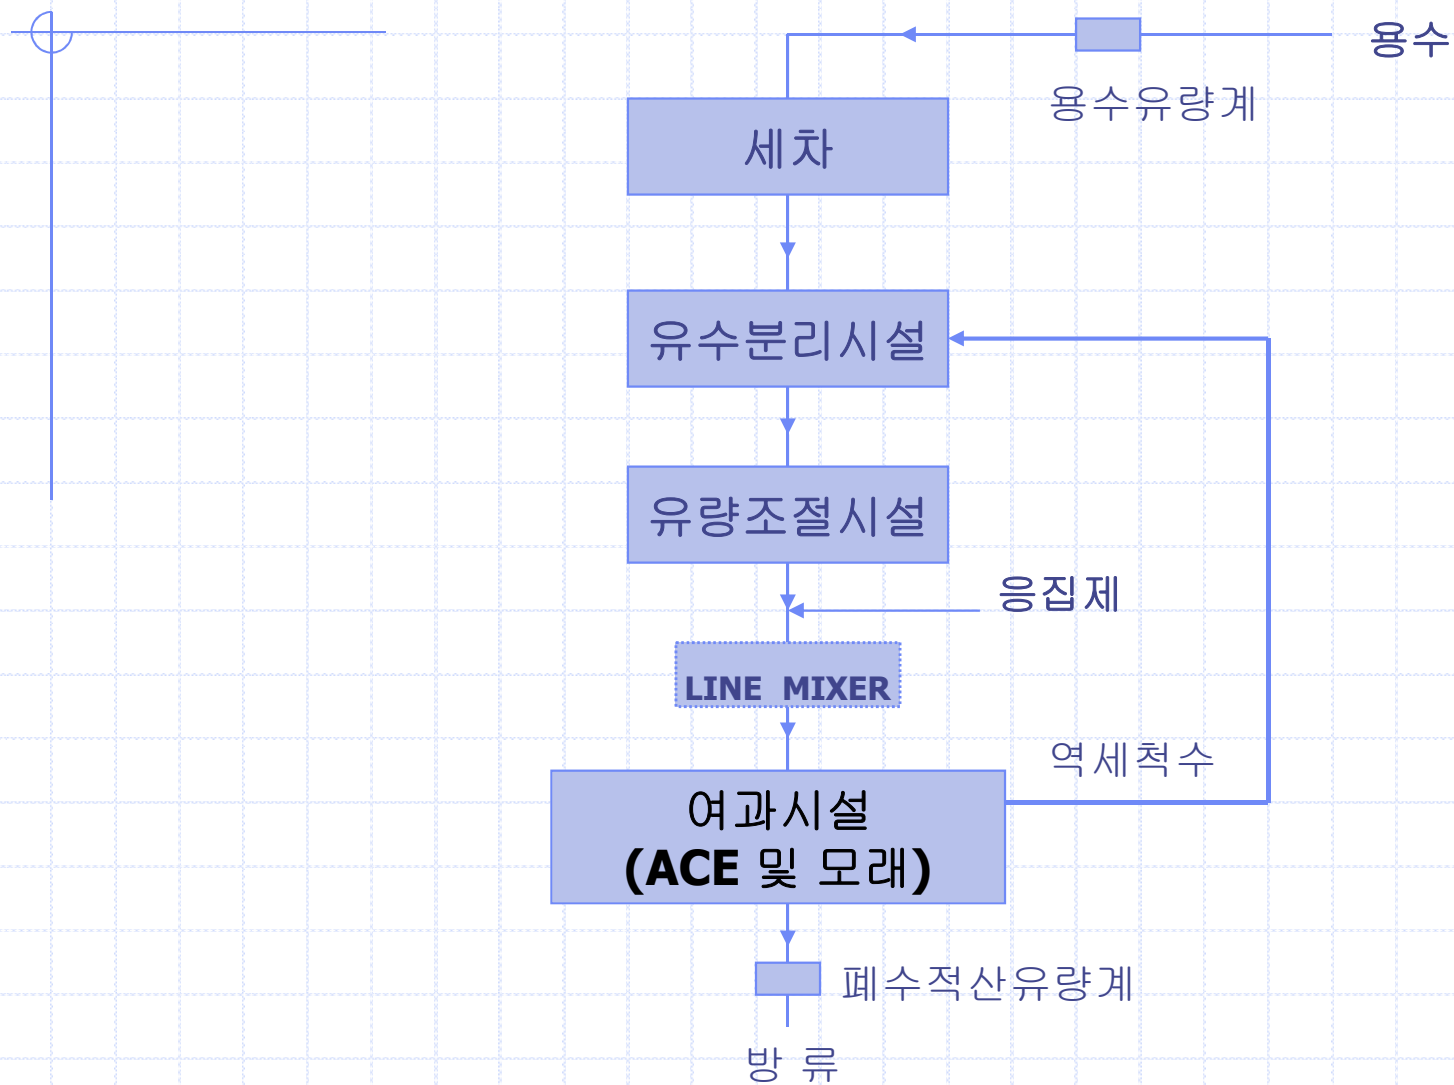 용수
용수유량계
세차
유수분리시설
유량조절시설
응집제
LINE MIXER
역세척수
여과시설
(ACE 및 모래)
폐수적산유량계
방 류